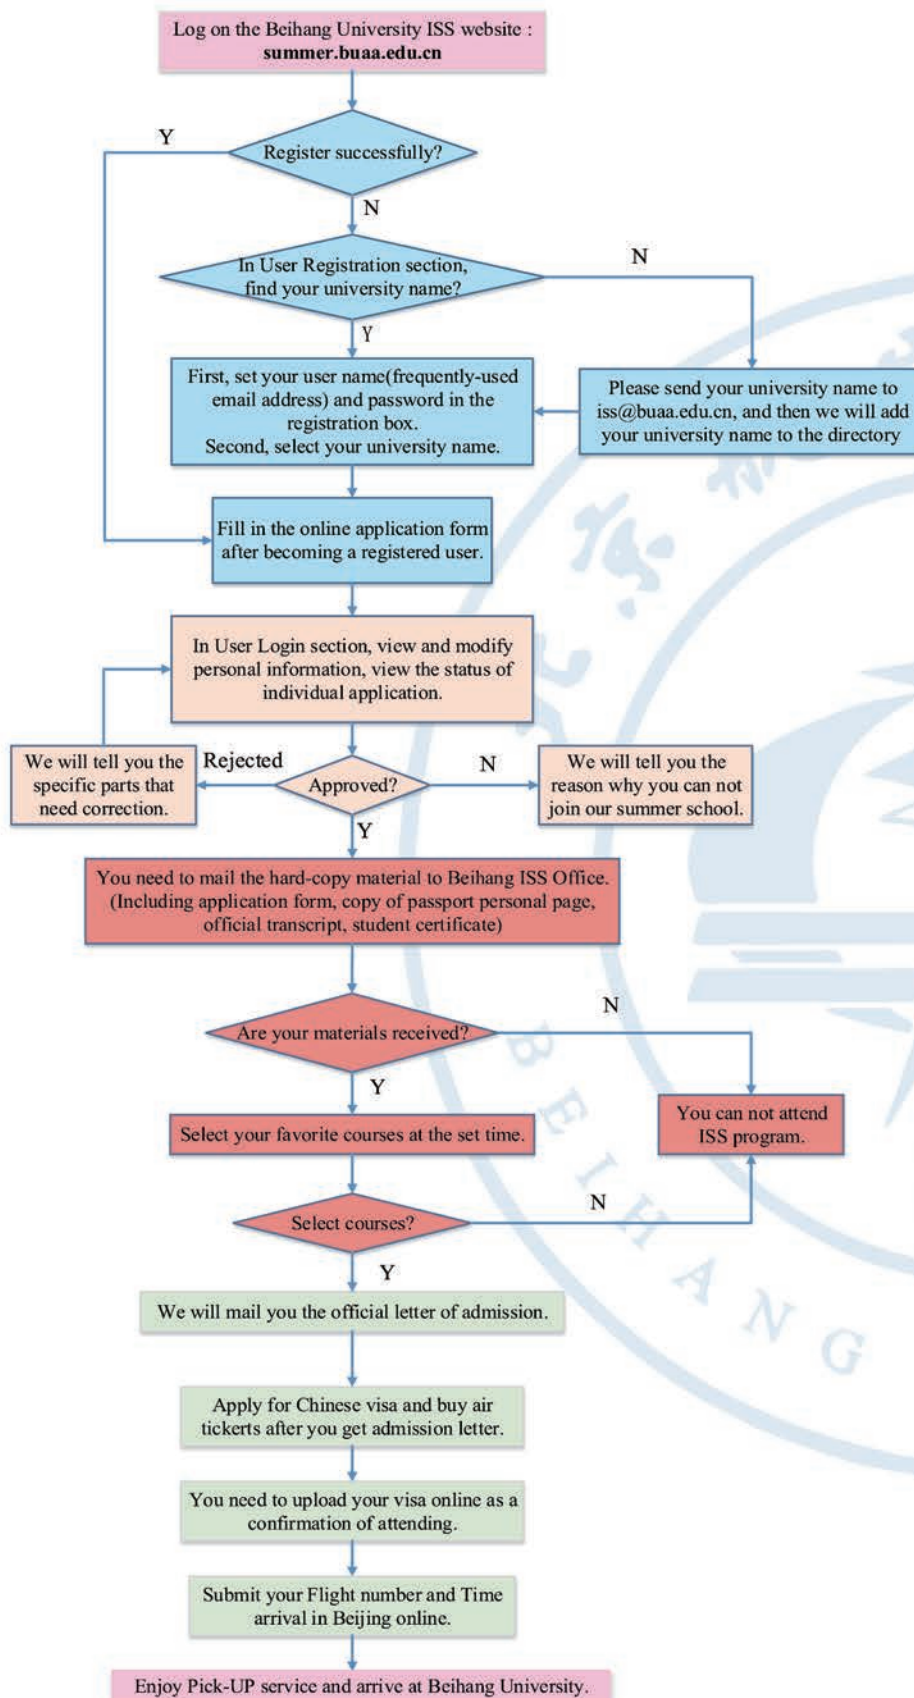 Log on the Beihang University ISS website :
summer.buaa.edu.cn
Y
Register successfully?
N
In User Registration section,
find your university name?
N
Y
First, set your user name(frequently-used
email address) and password in the
registration box.
Second, select your university name.
Please send your university name to
iss@buaa.edu.cn, and then we will add
your university name to the directory
Fill in the online application form
after becoming a registered user.
In User Login section, view and modify
personal information, view the status of
individual application.
We will tell you the
specific parts that
need correction.
Rejected
Approved?
N
We will tell you the
reason why you can not
join our summer school.
Y
You need to mail the hard-copy material to Beihang ISS Office.
(Including application form, copy of passport personal page,
official transcript, student certificate)
Are your materials received?
N
Y
Select your favorite courses at the set time.
You can not attend
ISS program.
Select courses?
N
Y
We will mail you the official letter of admission.
Apply for Chinese visa and buy air
tickerts after you get admission letter.
You need to upload your visa online as a
confirmation of attending.
Submit your Flight number and Time
arrival in Beijing online.
Enjoy Pick-UP service and arrive at Beihang University.
北京航
BEIHANG